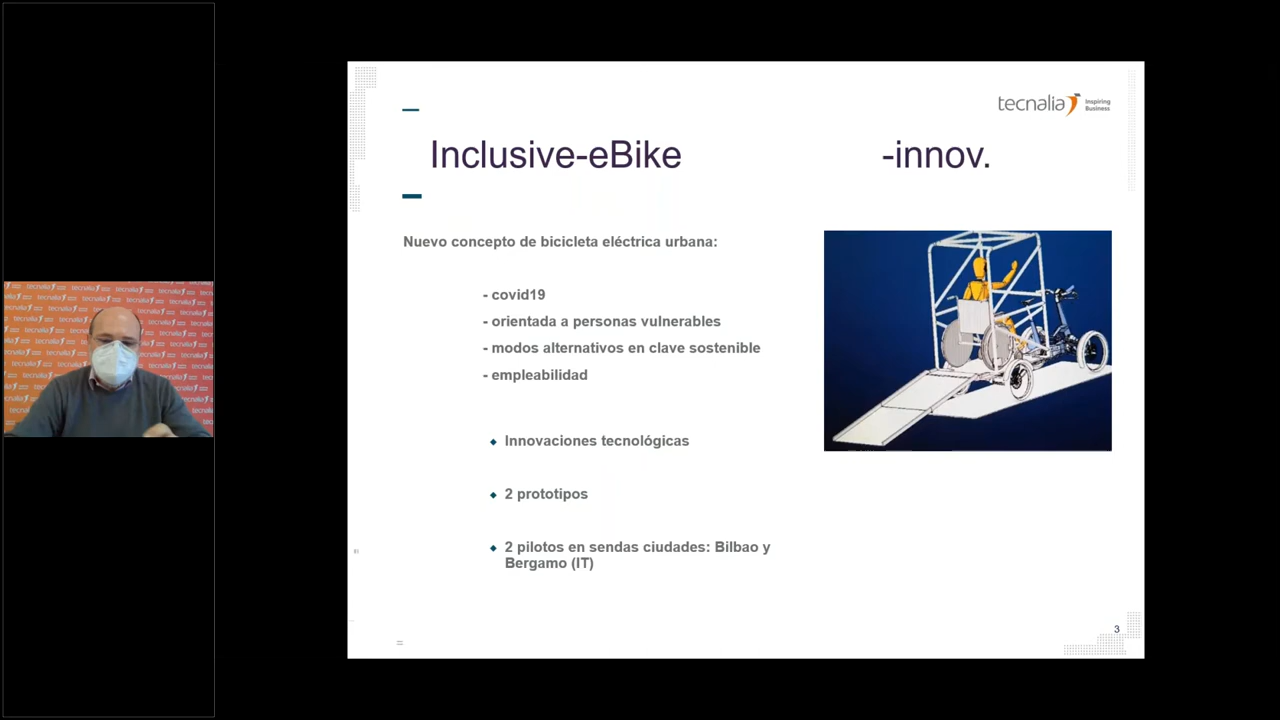 tecnalia Inspiring Business
Inclusive-eBike -innov.
Nuevo concepto de bicicleta eléctrica urbana:
- covid19
- orientada a personas vulnerables
- modos alternativos en clave sostenible
- empleabilidad
Innovaciones tecnológicas
2 prototipos
2 pilotos en sendas ciudades: Bilbao y
Bergamo (IT)
3